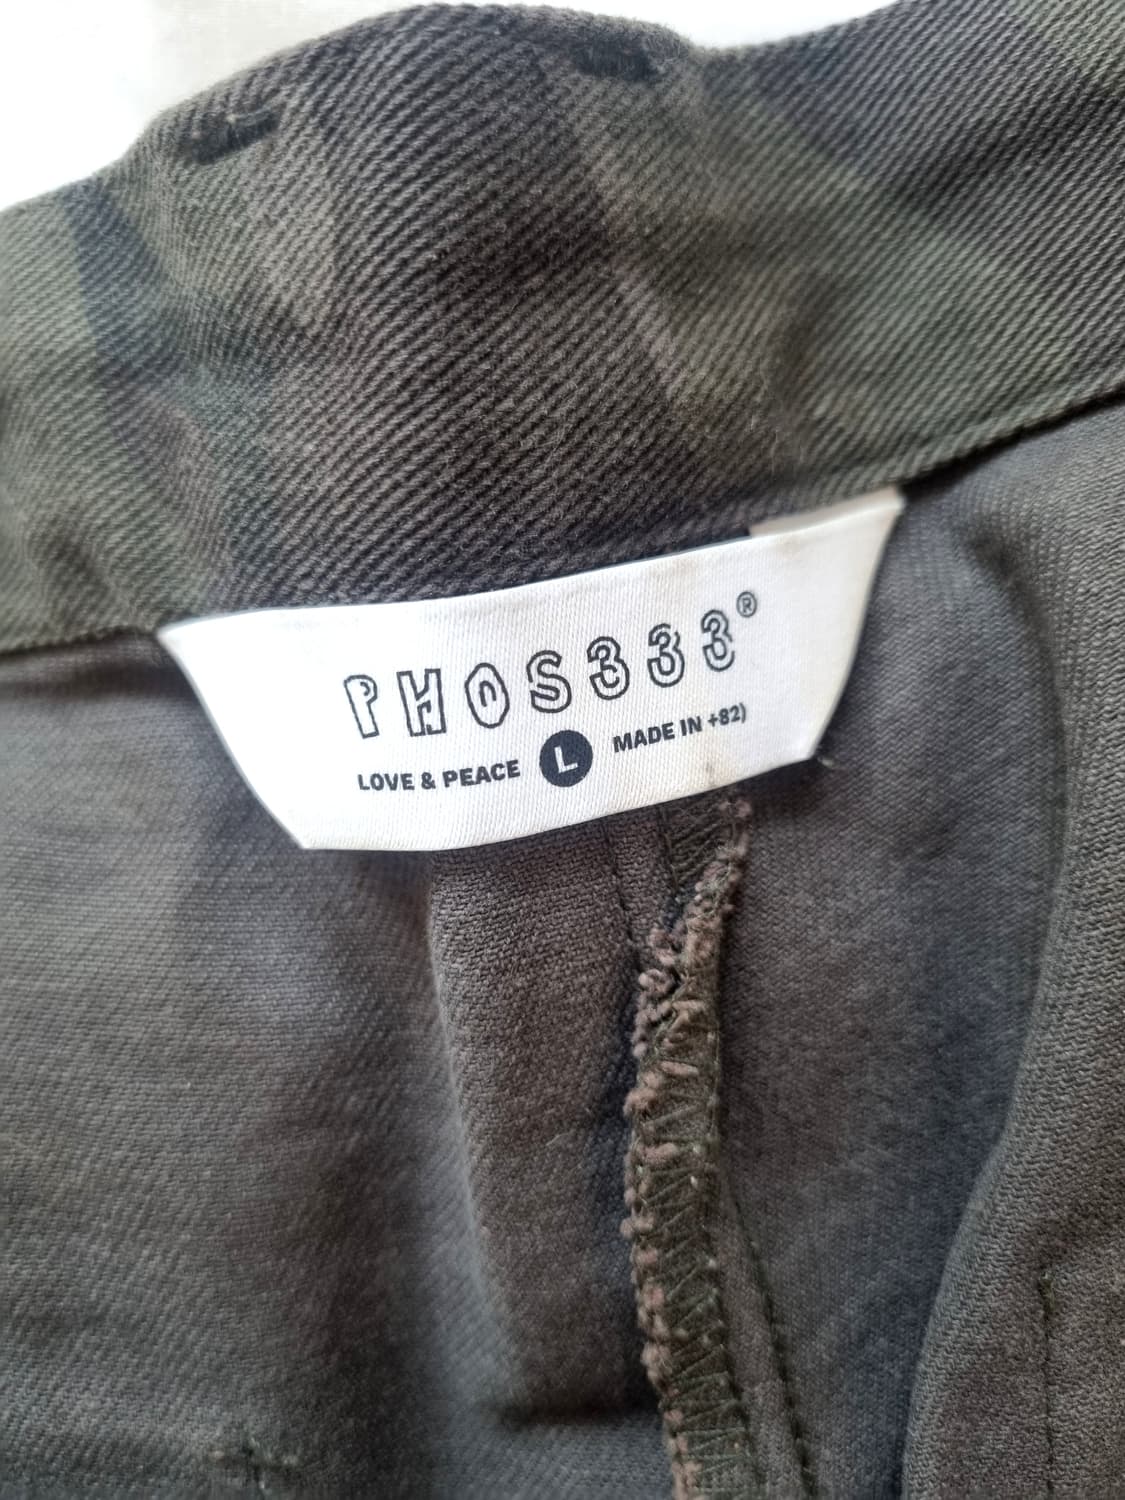 PHOS333®
LOVE & PEACE L MADE IN +82)